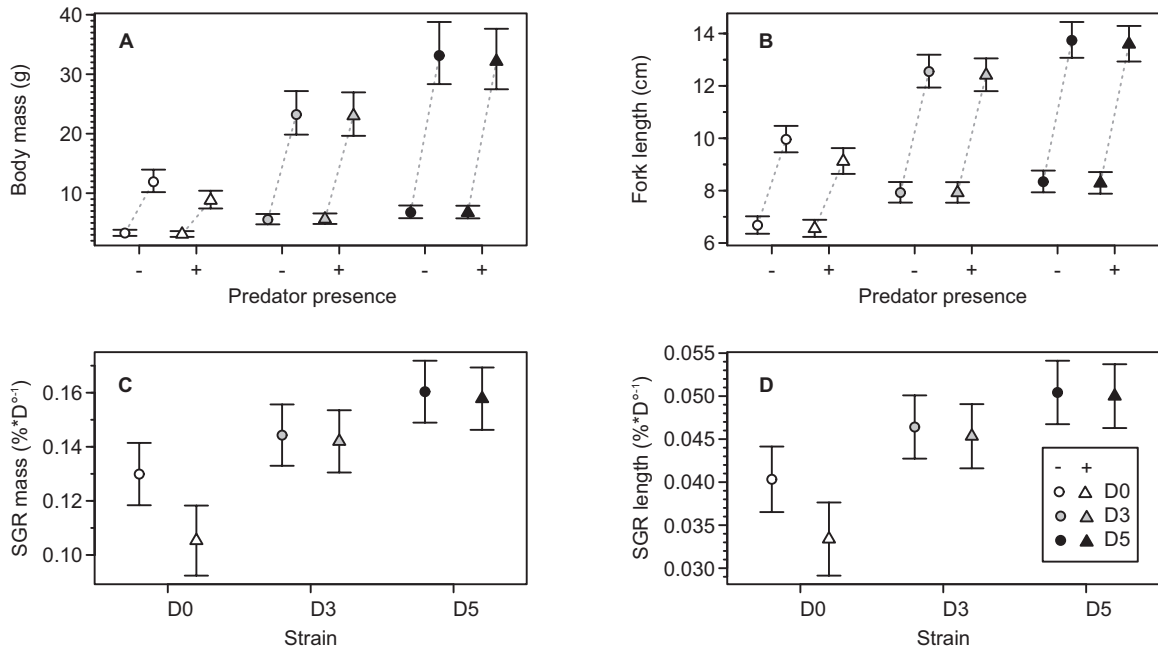 A
Body mass (g)
40
30
20
10
- + - + - +
Predator presence
B
Fork length (cm)
14
12
10
8
6
- + - + - +
Predator presence
C
SGR mass (%*D°⁻¹)
0.16
0.14
0.12
0.10
D0 D3 D5
Strain
D
SGR length (%*D°⁻¹)
0.055
0.050
0.045
0.040
0.035
0.030
- +
D0
D3
D5
D0 D3 D5
Strain